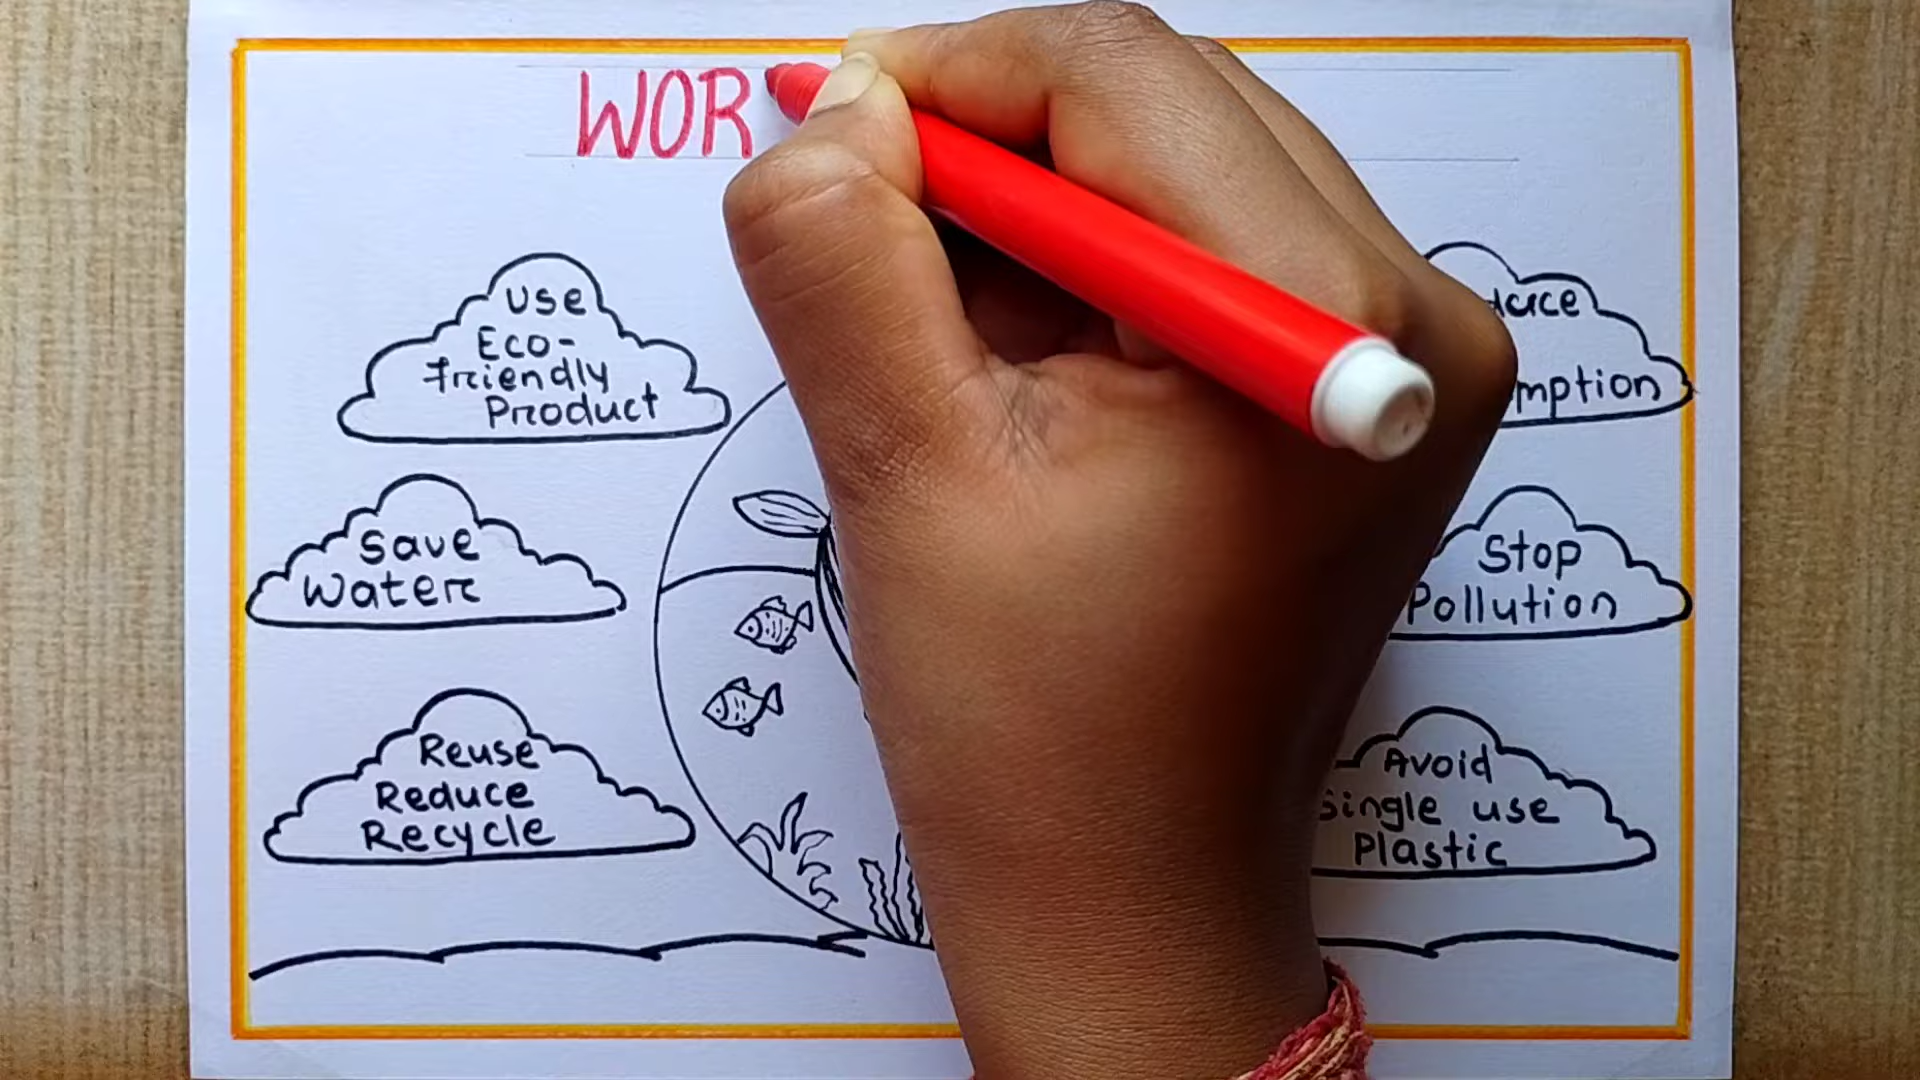 WOR
Use
Eco-
friendly
Product
Save
Water
Reuse
Reduce
Recycle
Stop
Pollution
Avoid
Single use
Plastic